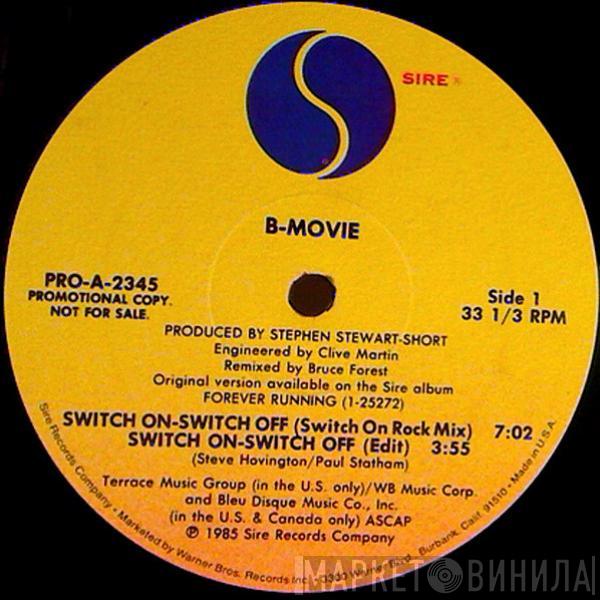 SIRE
B-MOVIE
PRO-A-2345
PROMOTIONAL COPY.
NOT FOR SALE.
Side 1
33 1/3 RPM
PRODUCED BY STEPHEN STEWART-SHORT
Engineered by Clive Martin
Remixed by Bruce Forest
Original version available on the Sire album
FOREVER RUNNING (1-25272)
SWITCH ON-SWITCH OFF (Switch On Rock Mix) 7:02
SWITCH ON-SWITCH OFF (Edit) 3:55
(Steve Hovington/Paul Statham)
Terrace Music Group (in the U.S. only)/WB Music Corp.
and Bleu Disque Music Co., Inc.
(in the U.S. & Canada only) ASCAP
℗ 1985 Sire Records Company
Sire Records Company • Marketed by Warner Bros. Records Inc. • 3300 Warner Blvd., Burbank, Calif. 91510 • Made in U.S.A.
МАРКЕТ ВИНИЛА